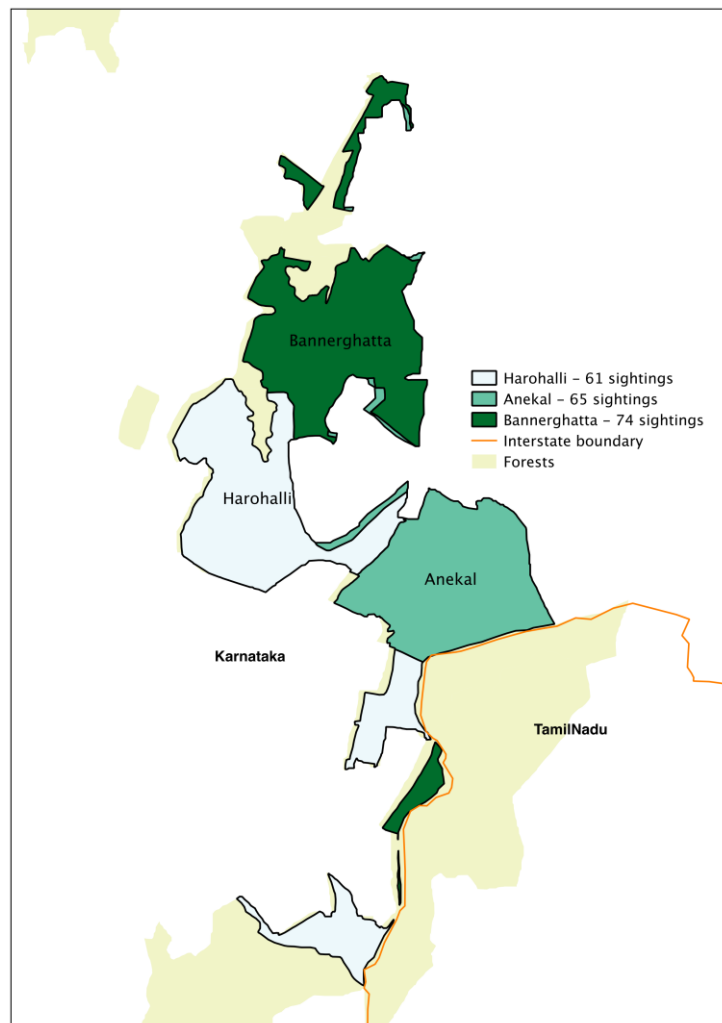 Bannerghatta
Harohalli – 61 sightings
Anekal – 65 sightings
Bannerghatta – 74 sightings
Interstate boundary
Forests
Harohalli
Anekal
Karnataka
TamilNadu